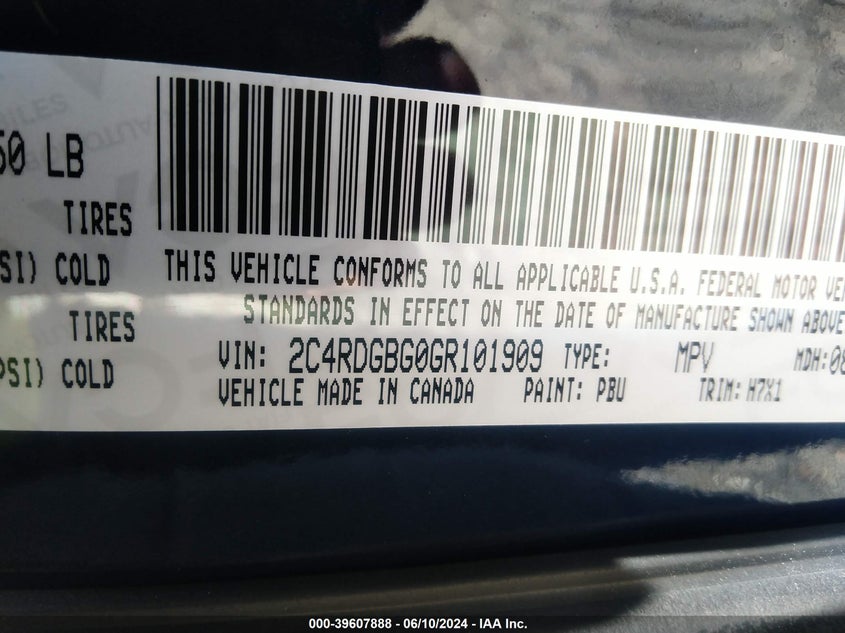 50 LB
TIRES
SI) COLD
THIS VEHICLE CONFORMS TO ALL APPLICABLE U.S.A. FEDERAL MOTOR VE
STANDARDS IN EFFECT ON THE DATE OF MANUFACTURE SHOWN ABOVE
TIRES
VIN: 2C4RDGBG0GR101909 TYPE: MPV MDH:08
PSI) COLD
VEHICLE MADE IN CANADA PAINT: PBU TRIM: H7X1
000-39607888 - 06/10/2024 - IAA Inc.